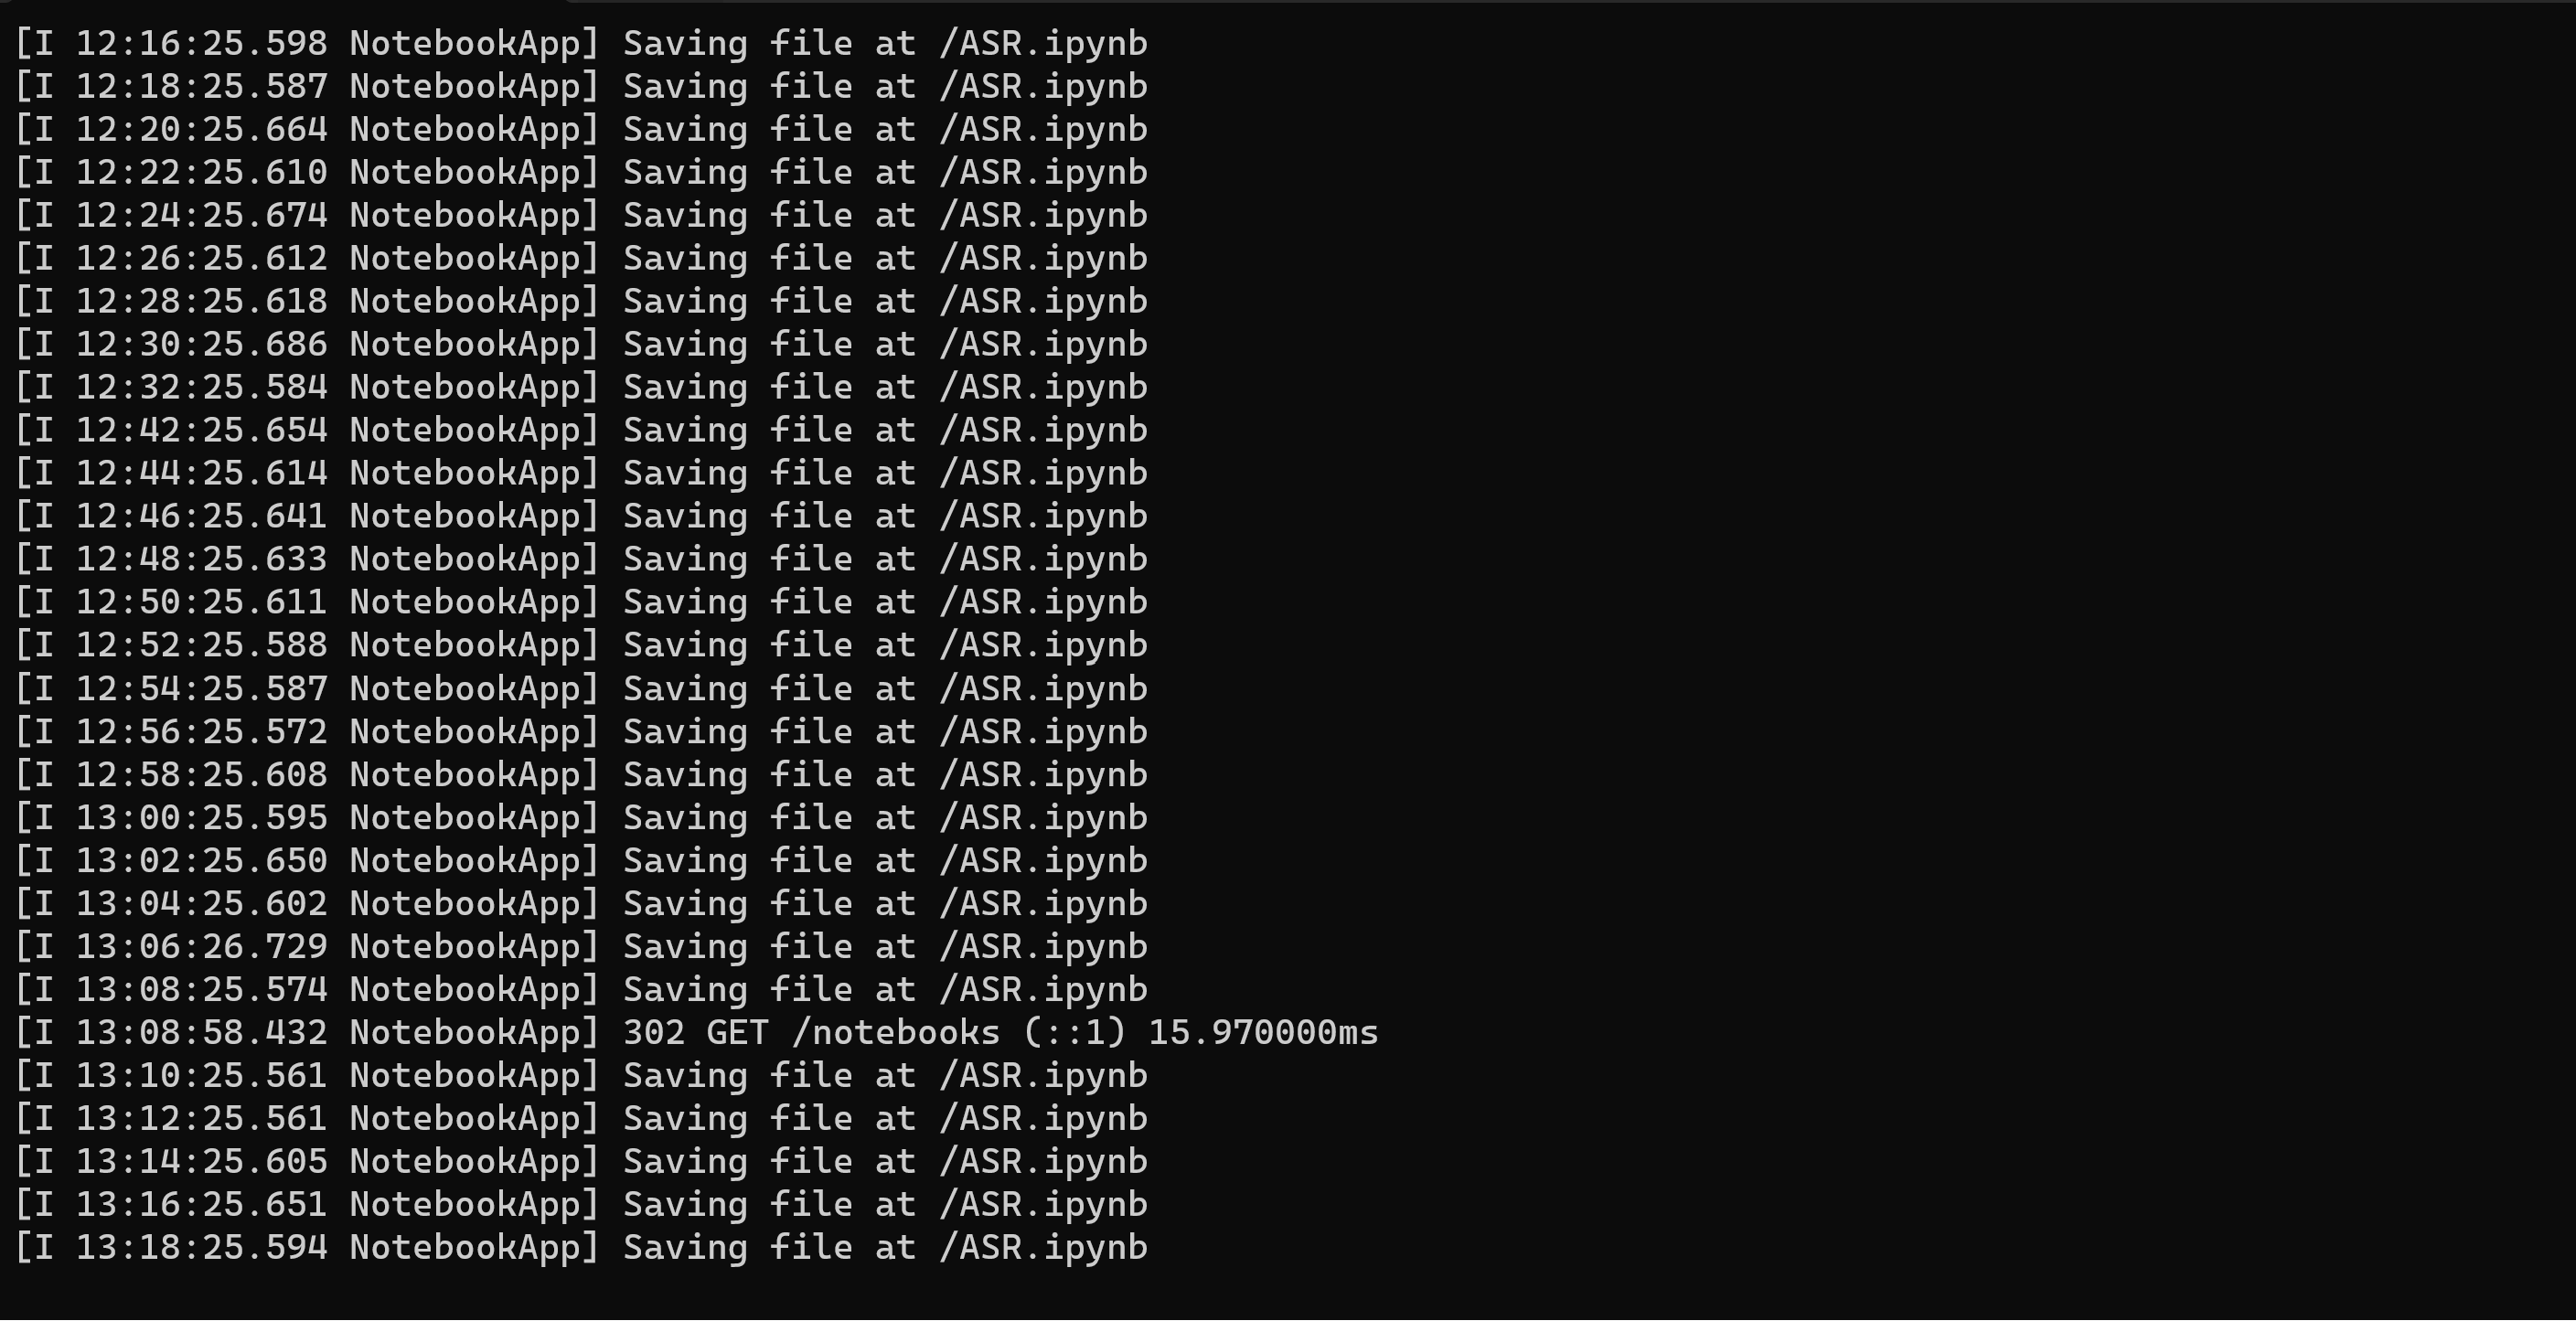 [I 12:16:25.598 NotebookApp] Saving file at /ASR.ipynb
[I 12:18:25.587 NotebookApp] Saving file at /ASR.ipynb
[I 12:20:25.664 NotebookApp] Saving file at /ASR.ipynb
[I 12:22:25.610 NotebookApp] Saving file at /ASR.ipynb
[I 12:24:25.674 NotebookApp] Saving file at /ASR.ipynb
[I 12:26:25.612 NotebookApp] Saving file at /ASR.ipynb
[I 12:28:25.618 NotebookApp] Saving file at /ASR.ipynb
[I 12:30:25.686 NotebookApp] Saving file at /ASR.ipynb
[I 12:32:25.584 NotebookApp] Saving file at /ASR.ipynb
[I 12:42:25.654 NotebookApp] Saving file at /ASR.ipynb
[I 12:44:25.614 NotebookApp] Saving file at /ASR.ipynb
[I 12:46:25.641 NotebookApp] Saving file at /ASR.ipynb
[I 12:48:25.633 NotebookApp] Saving file at /ASR.ipynb
[I 12:50:25.611 NotebookApp] Saving file at /ASR.ipynb
[I 12:52:25.588 NotebookApp] Saving file at /ASR.ipynb
[I 12:54:25.587 NotebookApp] Saving file at /ASR.ipynb
[I 12:56:25.572 NotebookApp] Saving file at /ASR.ipynb
[I 12:58:25.608 NotebookApp] Saving file at /ASR.ipynb
[I 13:00:25.595 NotebookApp] Saving file at /ASR.ipynb
[I 13:02:25.650 NotebookApp] Saving file at /ASR.ipynb
[I 13:04:25.602 NotebookApp] Saving file at /ASR.ipynb
[I 13:06:26.729 NotebookApp] Saving file at /ASR.ipynb
[I 13:08:25.574 NotebookApp] Saving file at /ASR.ipynb
[I 13:08:58.432 NotebookApp] 302 GET /notebooks (::1) 15.970000ms
[I 13:10:25.561 NotebookApp] Saving file at /ASR.ipynb
[I 13:12:25.561 NotebookApp] Saving file at /ASR.ipynb
[I 13:14:25.605 NotebookApp] Saving file at /ASR.ipynb
[I 13:16:25.651 NotebookApp] Saving file at /ASR.ipynb
[I 13:18:25.594 NotebookApp] Saving file at /ASR.ipynb